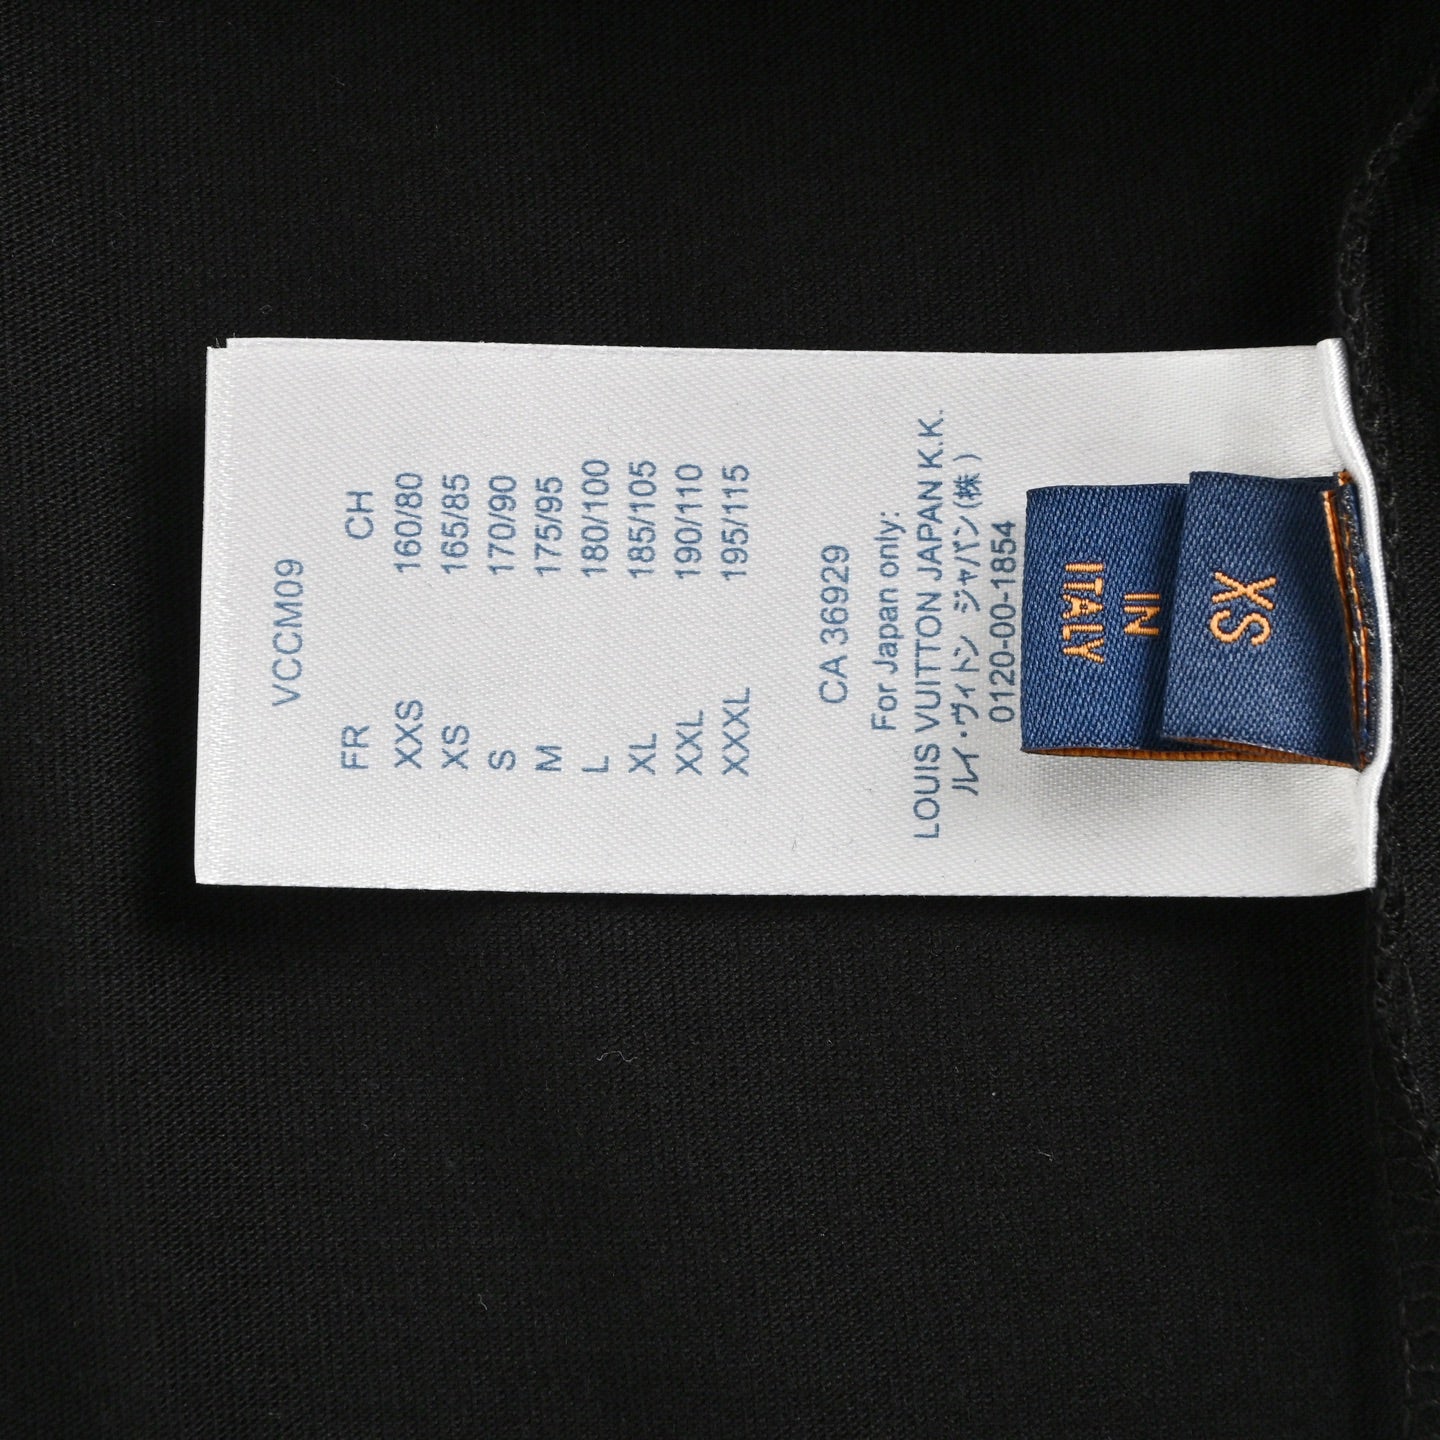 VCCM09
FR CH
XXS 160/80
XS 165/85
S 170/90
M 175/95
L 180/100
XL 185/105
XXL 190/110
XXXL 195/115
CA 36929
For Japan only:
LOUIS VUITTON JAPAN K.K.
ルイ・ヴィトン ジャパン(株)
0120-00-1854
IN
ITALY
XS